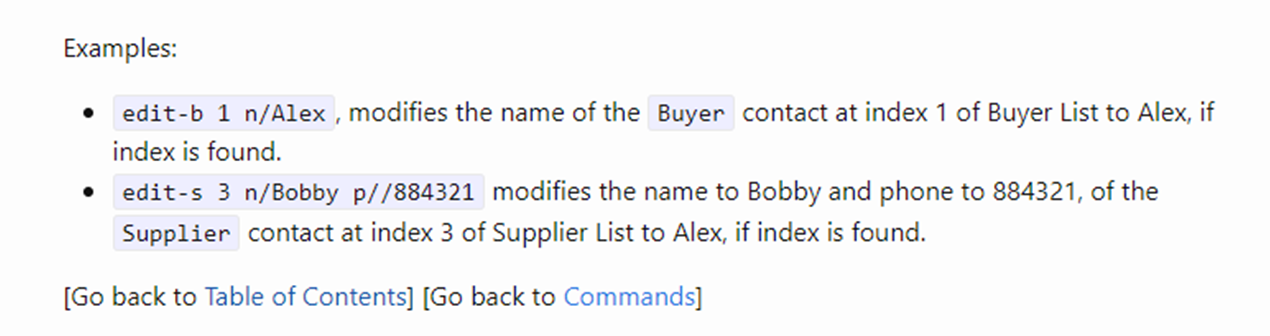 Examples:
• edit-b 1 n/Alex, modifies the name of the Buyer contact at index 1 of Buyer List to Alex, if
index is found.
• edit-s 3 n/Bobby p//884321 modifies the name to Bobby and phone to 884321, of the
Supplier contact at index 3 of Supplier List to Alex, if index is found.
[Go back to Table of Contents] [Go back to Commands]